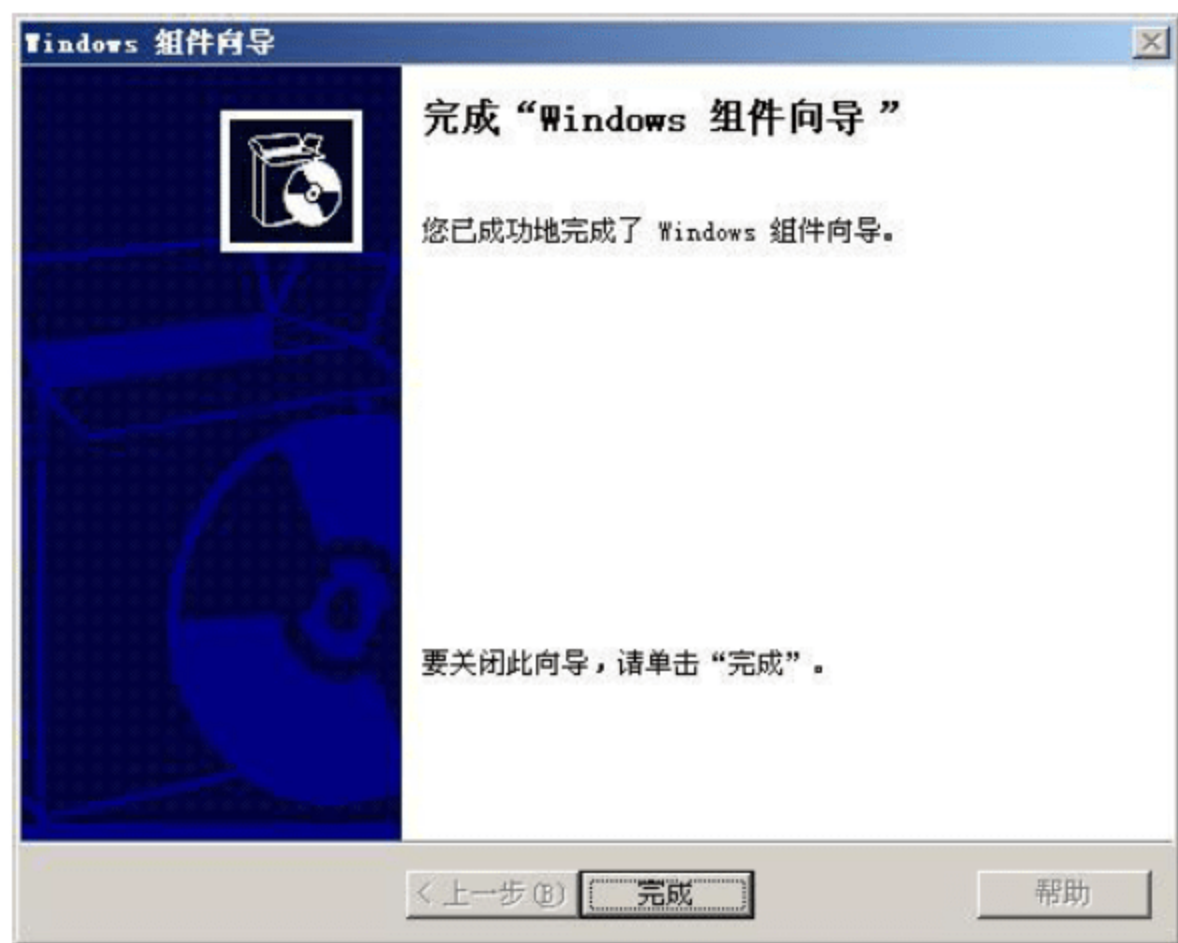 Windows 组件向导
完成“Windows 组件向导”
您已成功地完成了 Windows 组件向导。
要关闭此向导，请单击“完成”。
< 上一步(B)
完成
帮助